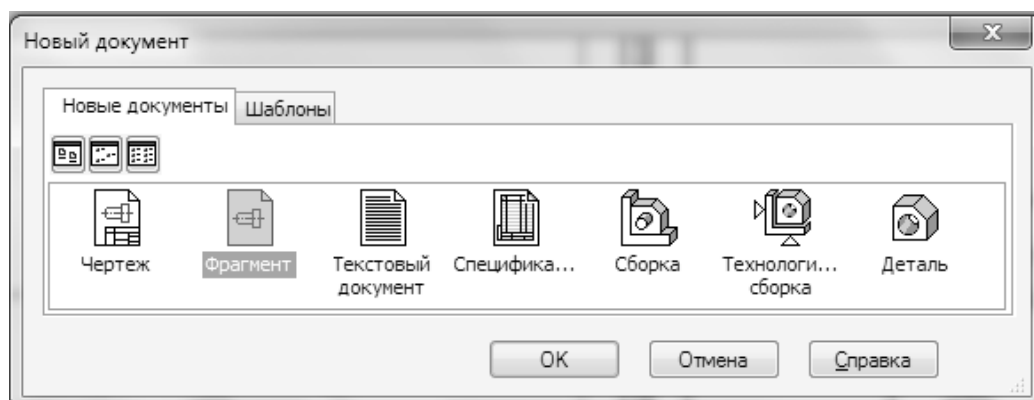 Новый документ
Новые документы
Шаблоны
Чертеж
Фрагмент
Текстовый
документ
Специфика...
Сборка
Технологи...
сборка
Деталь
OK
Отмена
Справка